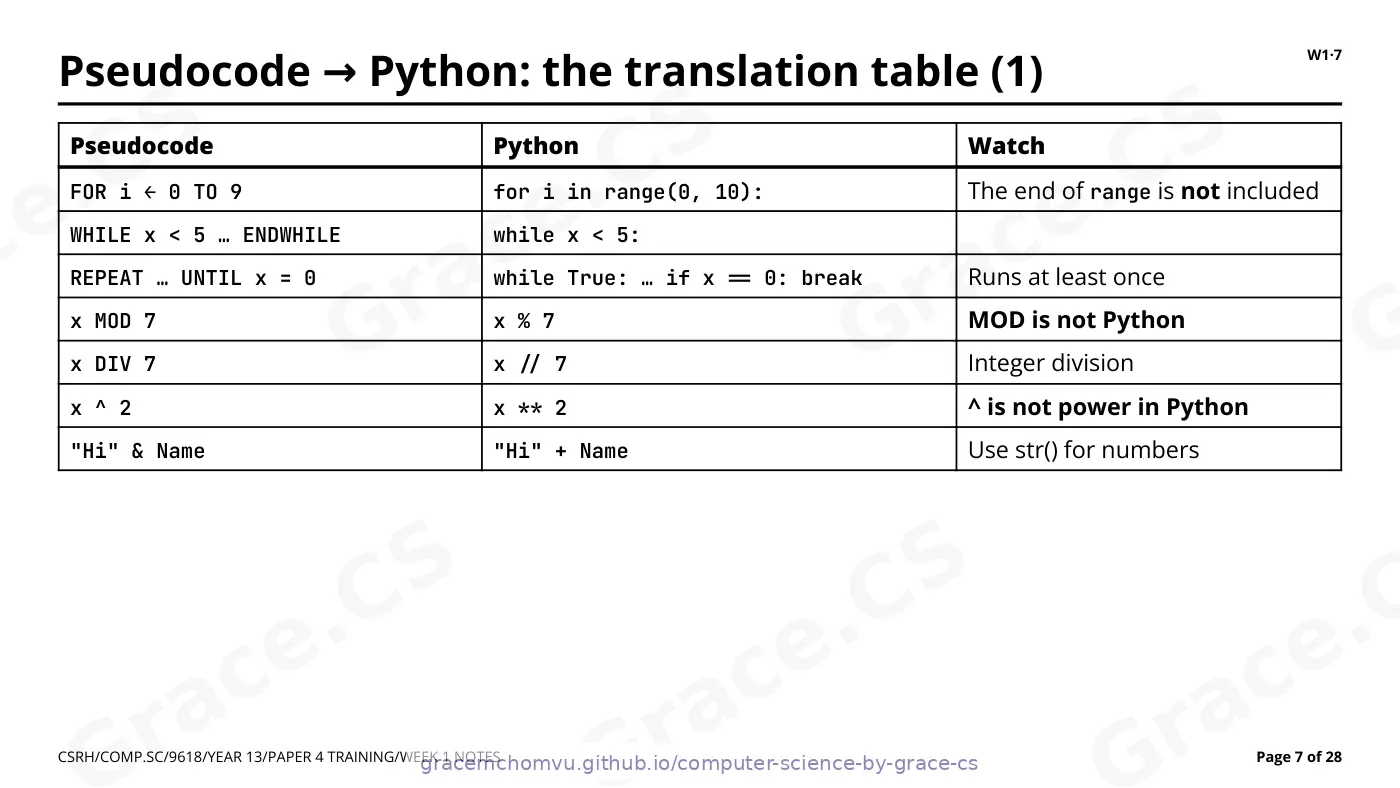 Pseudocode → Python: the translation table (1)
W1·7
Pseudocode Python Watch
FOR i ← 0 TO 9 for i in range(0, 10): The end of range is not included
WHILE x < 5 … ENDWHILE while x < 5:
REPEAT … UNTIL x = 0 while True: … if x == 0: break Runs at least once
x MOD 7 x % 7 MOD is not Python
x DIV 7 x // 7 Integer division
x ^ 2 x ** 2 ^ is not power in Python
"Hi" & Name "Hi" + Name Use str() for numbers
Grace.CS
CSRH/COMP.SC/9618/YEAR 13/PAPER 4 TRAINING/WEEK 1 NOTES
gracemchomvu.github.io/computer-science-by-grace-cs
Page 7 of 28